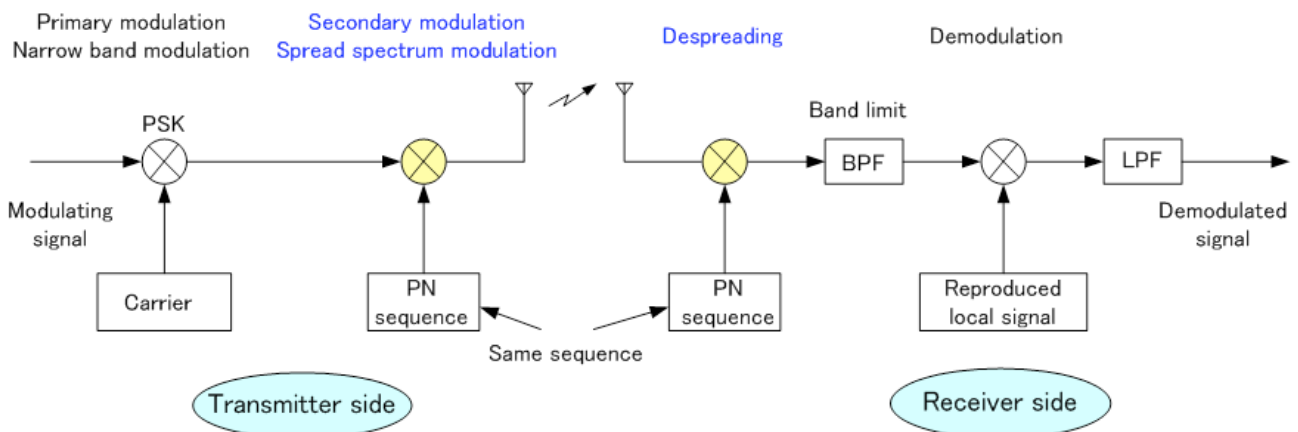 Primary modulation
Narrow band modulation
Secondary modulation
Spread spectrum modulation
Despreading
Demodulation
PSK
Band limit
BPF
LPF
Modulating
signal
Demodulated
signal
Carrier
PN
sequence
PN
sequence
Reproduced
local signal
Same sequence
Transmitter side
Receiver side